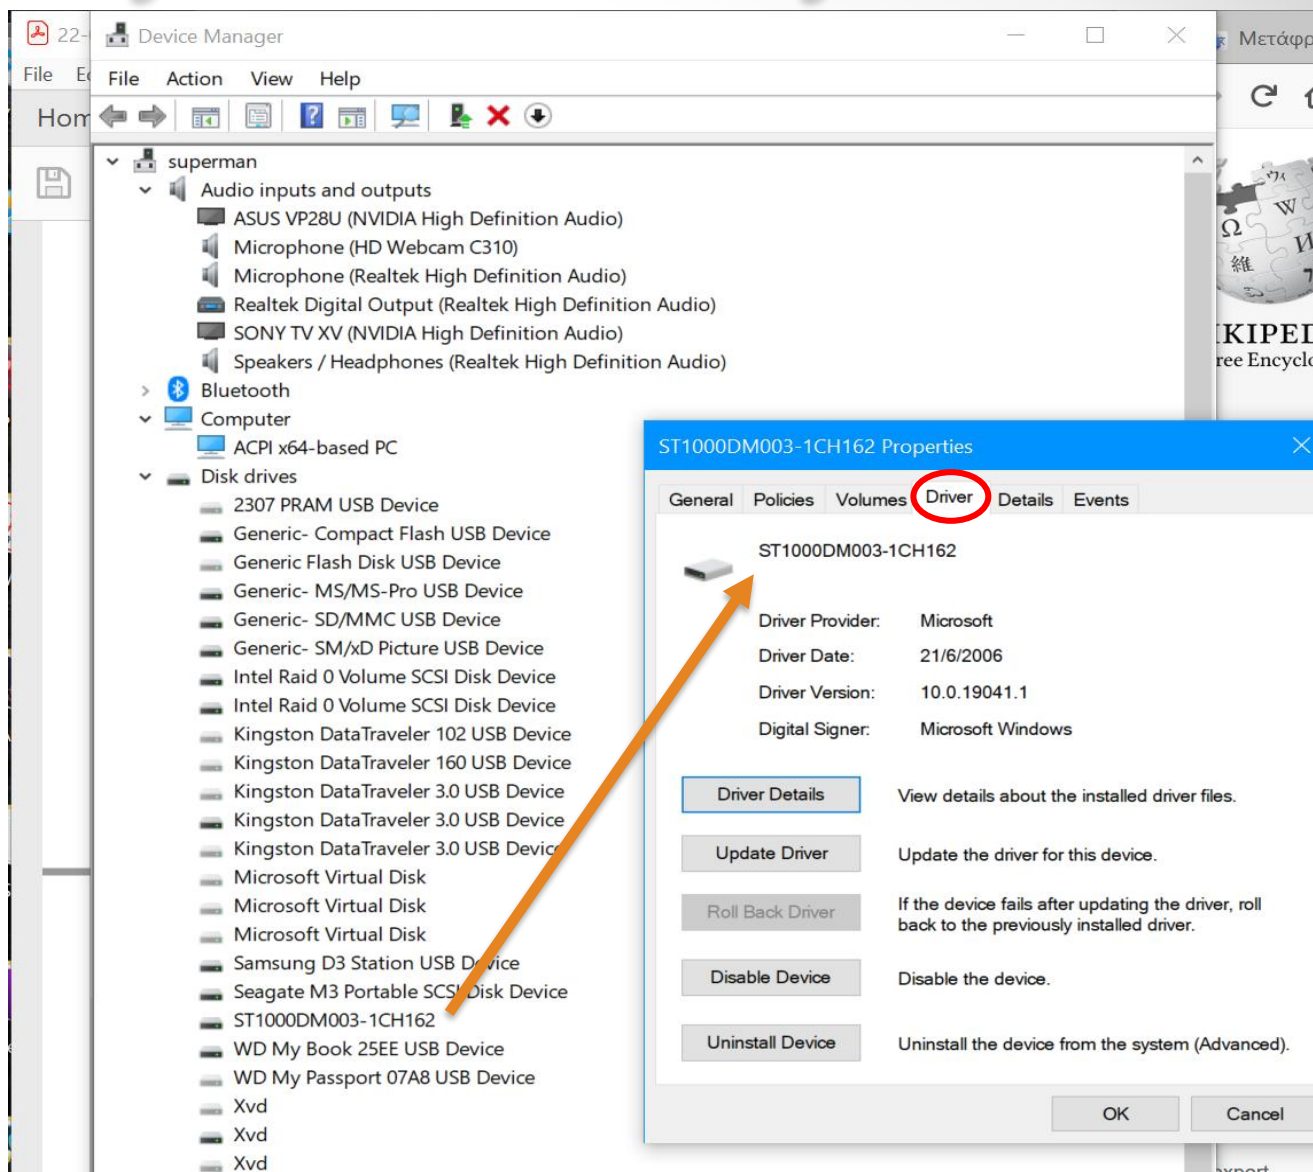 22-
Device Manager
Μετάφρ
File
File Action View Help
Hom
superman
Audio inputs and outputs
ASUS VP28U (NVIDIA High Definition Audio)
Microphone (HD Webcam C310)
Microphone (Realtek High Definition Audio)
Realtek Digital Output (Realtek High Definition Audio)
SONY TV XV (NVIDIA High Definition Audio)
Speakers / Headphones (Realtek High Definition Audio)
Bluetooth
Computer
ACPI x64-based PC
Disk drives
2307 PRAM USB Device
Generic- Compact Flash USB Device
Generic Flash Disk USB Device
Generic- MS/MS-Pro USB Device
Generic- SD/MMC USB Device
Generic- SM/xD Picture USB Device
Intel Raid 0 Volume SCSI Disk Device
Intel Raid 0 Volume SCSI Disk Device
Kingston DataTraveler 102 USB Device
Kingston DataTraveler 160 USB Device
Kingston DataTraveler 3.0 USB Device
Kingston DataTraveler 3.0 USB Device
Kingston DataTraveler 3.0 USB Device
Microsoft Virtual Disk
Microsoft Virtual Disk
Microsoft Virtual Disk
Samsung D3 Station USB Device
Seagate M3 Portable SCSI Disk Device
ST1000DM003-1CH162
WD My Book 25EE USB Device
WD My Passport 07A8 USB Device
Xvd
Xvd
Xvd
Ω W И
維 7
IKIPED
ree Encyclo
ST1000DM003-1CH162 Properties
General Policies Volumes Driver Details Events
ST1000DM003-1CH162
Driver Provider: Microsoft
Driver Date: 21/6/2006
Driver Version: 10.0.19041.1
Digital Signer: Microsoft Windows
Driver Details View details about the installed driver files.
Update Driver Update the driver for this device.
Roll Back Driver If the device fails after updating the driver, roll
back to the previously installed driver.
Disable Device Disable the device.
Uninstall Device Uninstall the device from the system (Advanced).
OK Cancel